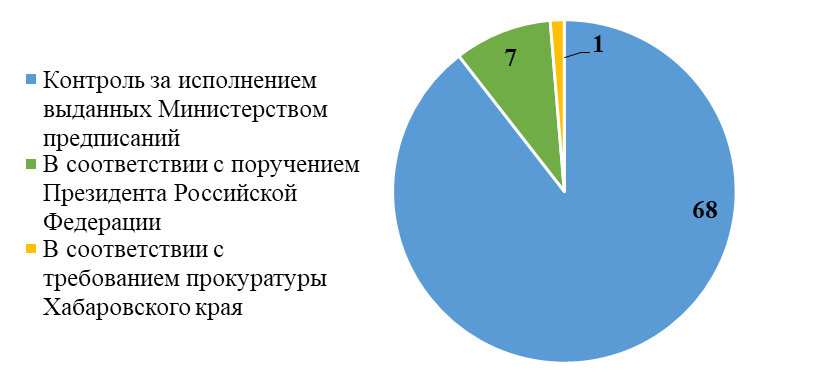 Контроль за исполнением
выданных Министерством
предписаний
В соответствии с поручением
Президента Российской
Федерации
В соответствии с
требованием прокуратуры
Хабаровского края
7
1
68